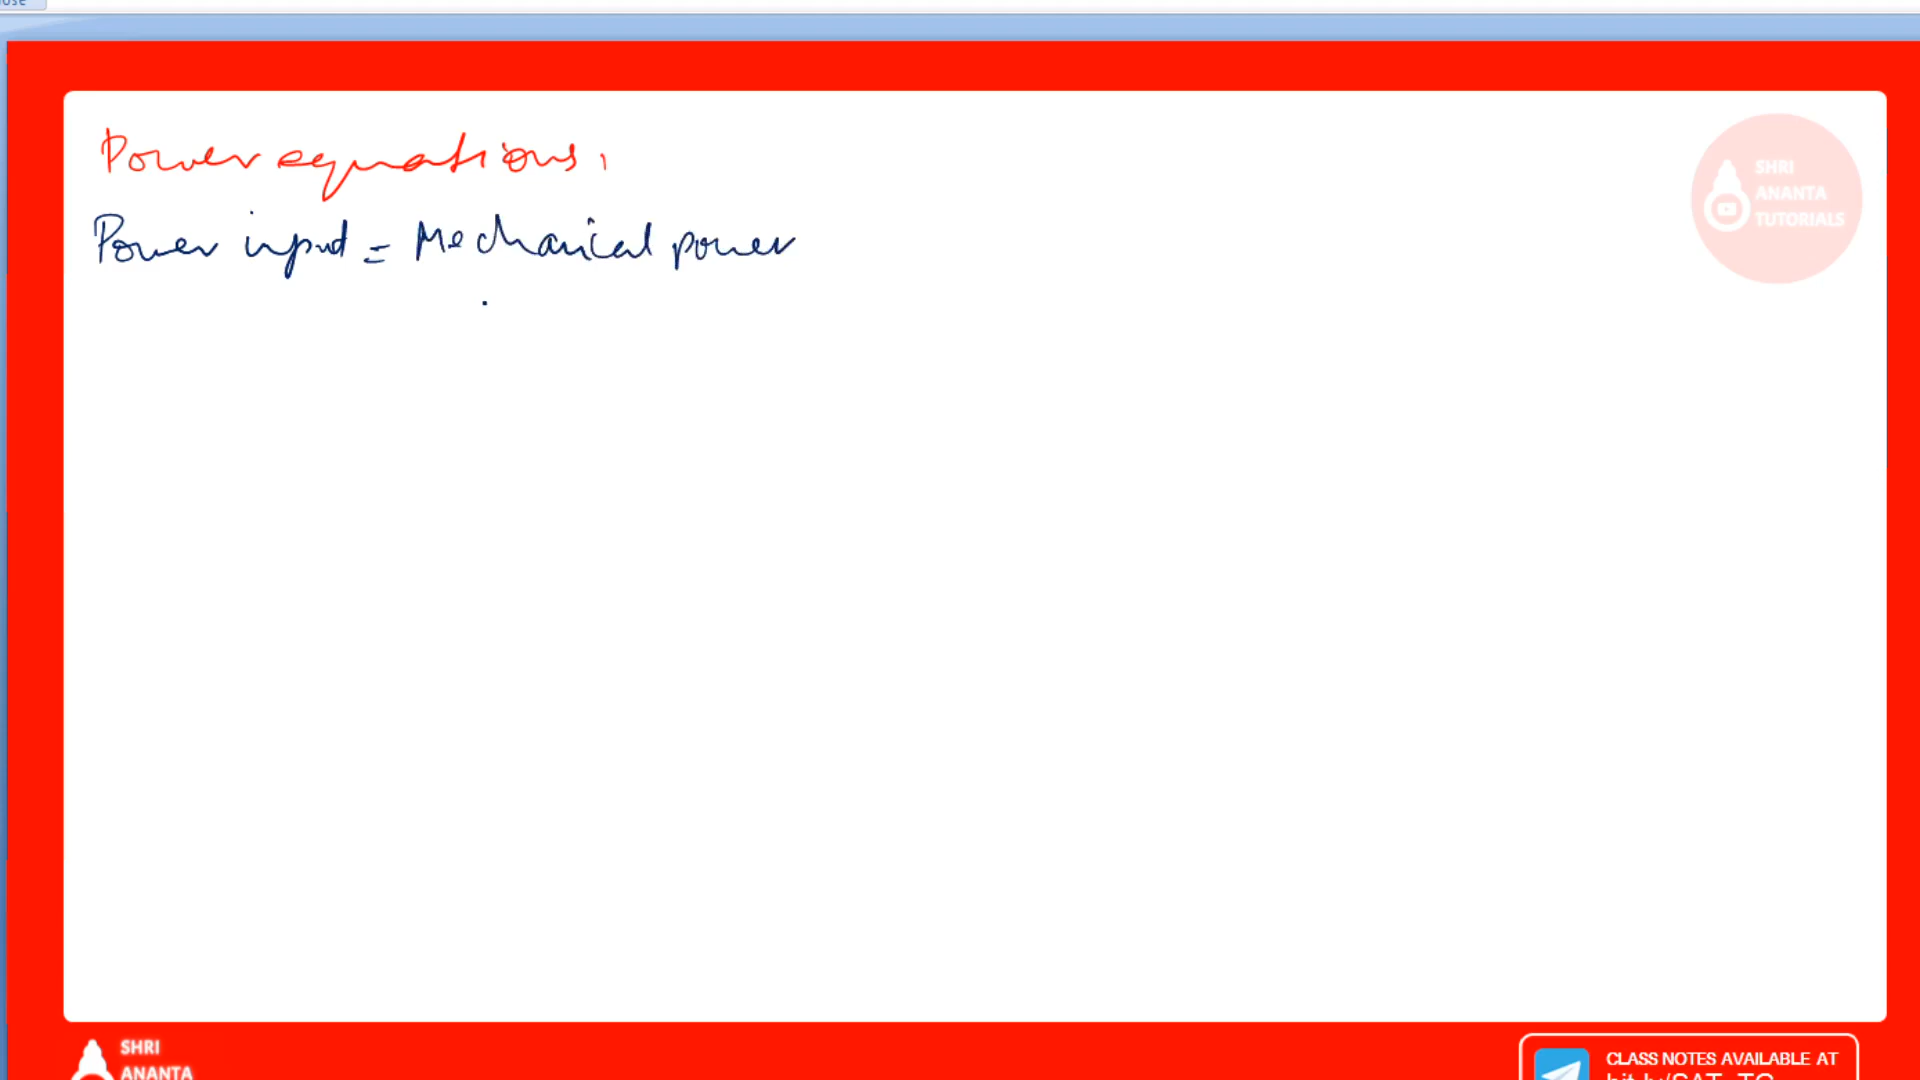 Power equations :
Power input = Mechanical power
SHRI
ANANTA
TUTORIALS
SHRI
ANANTA
CLASS NOTES AVAILABLE AT